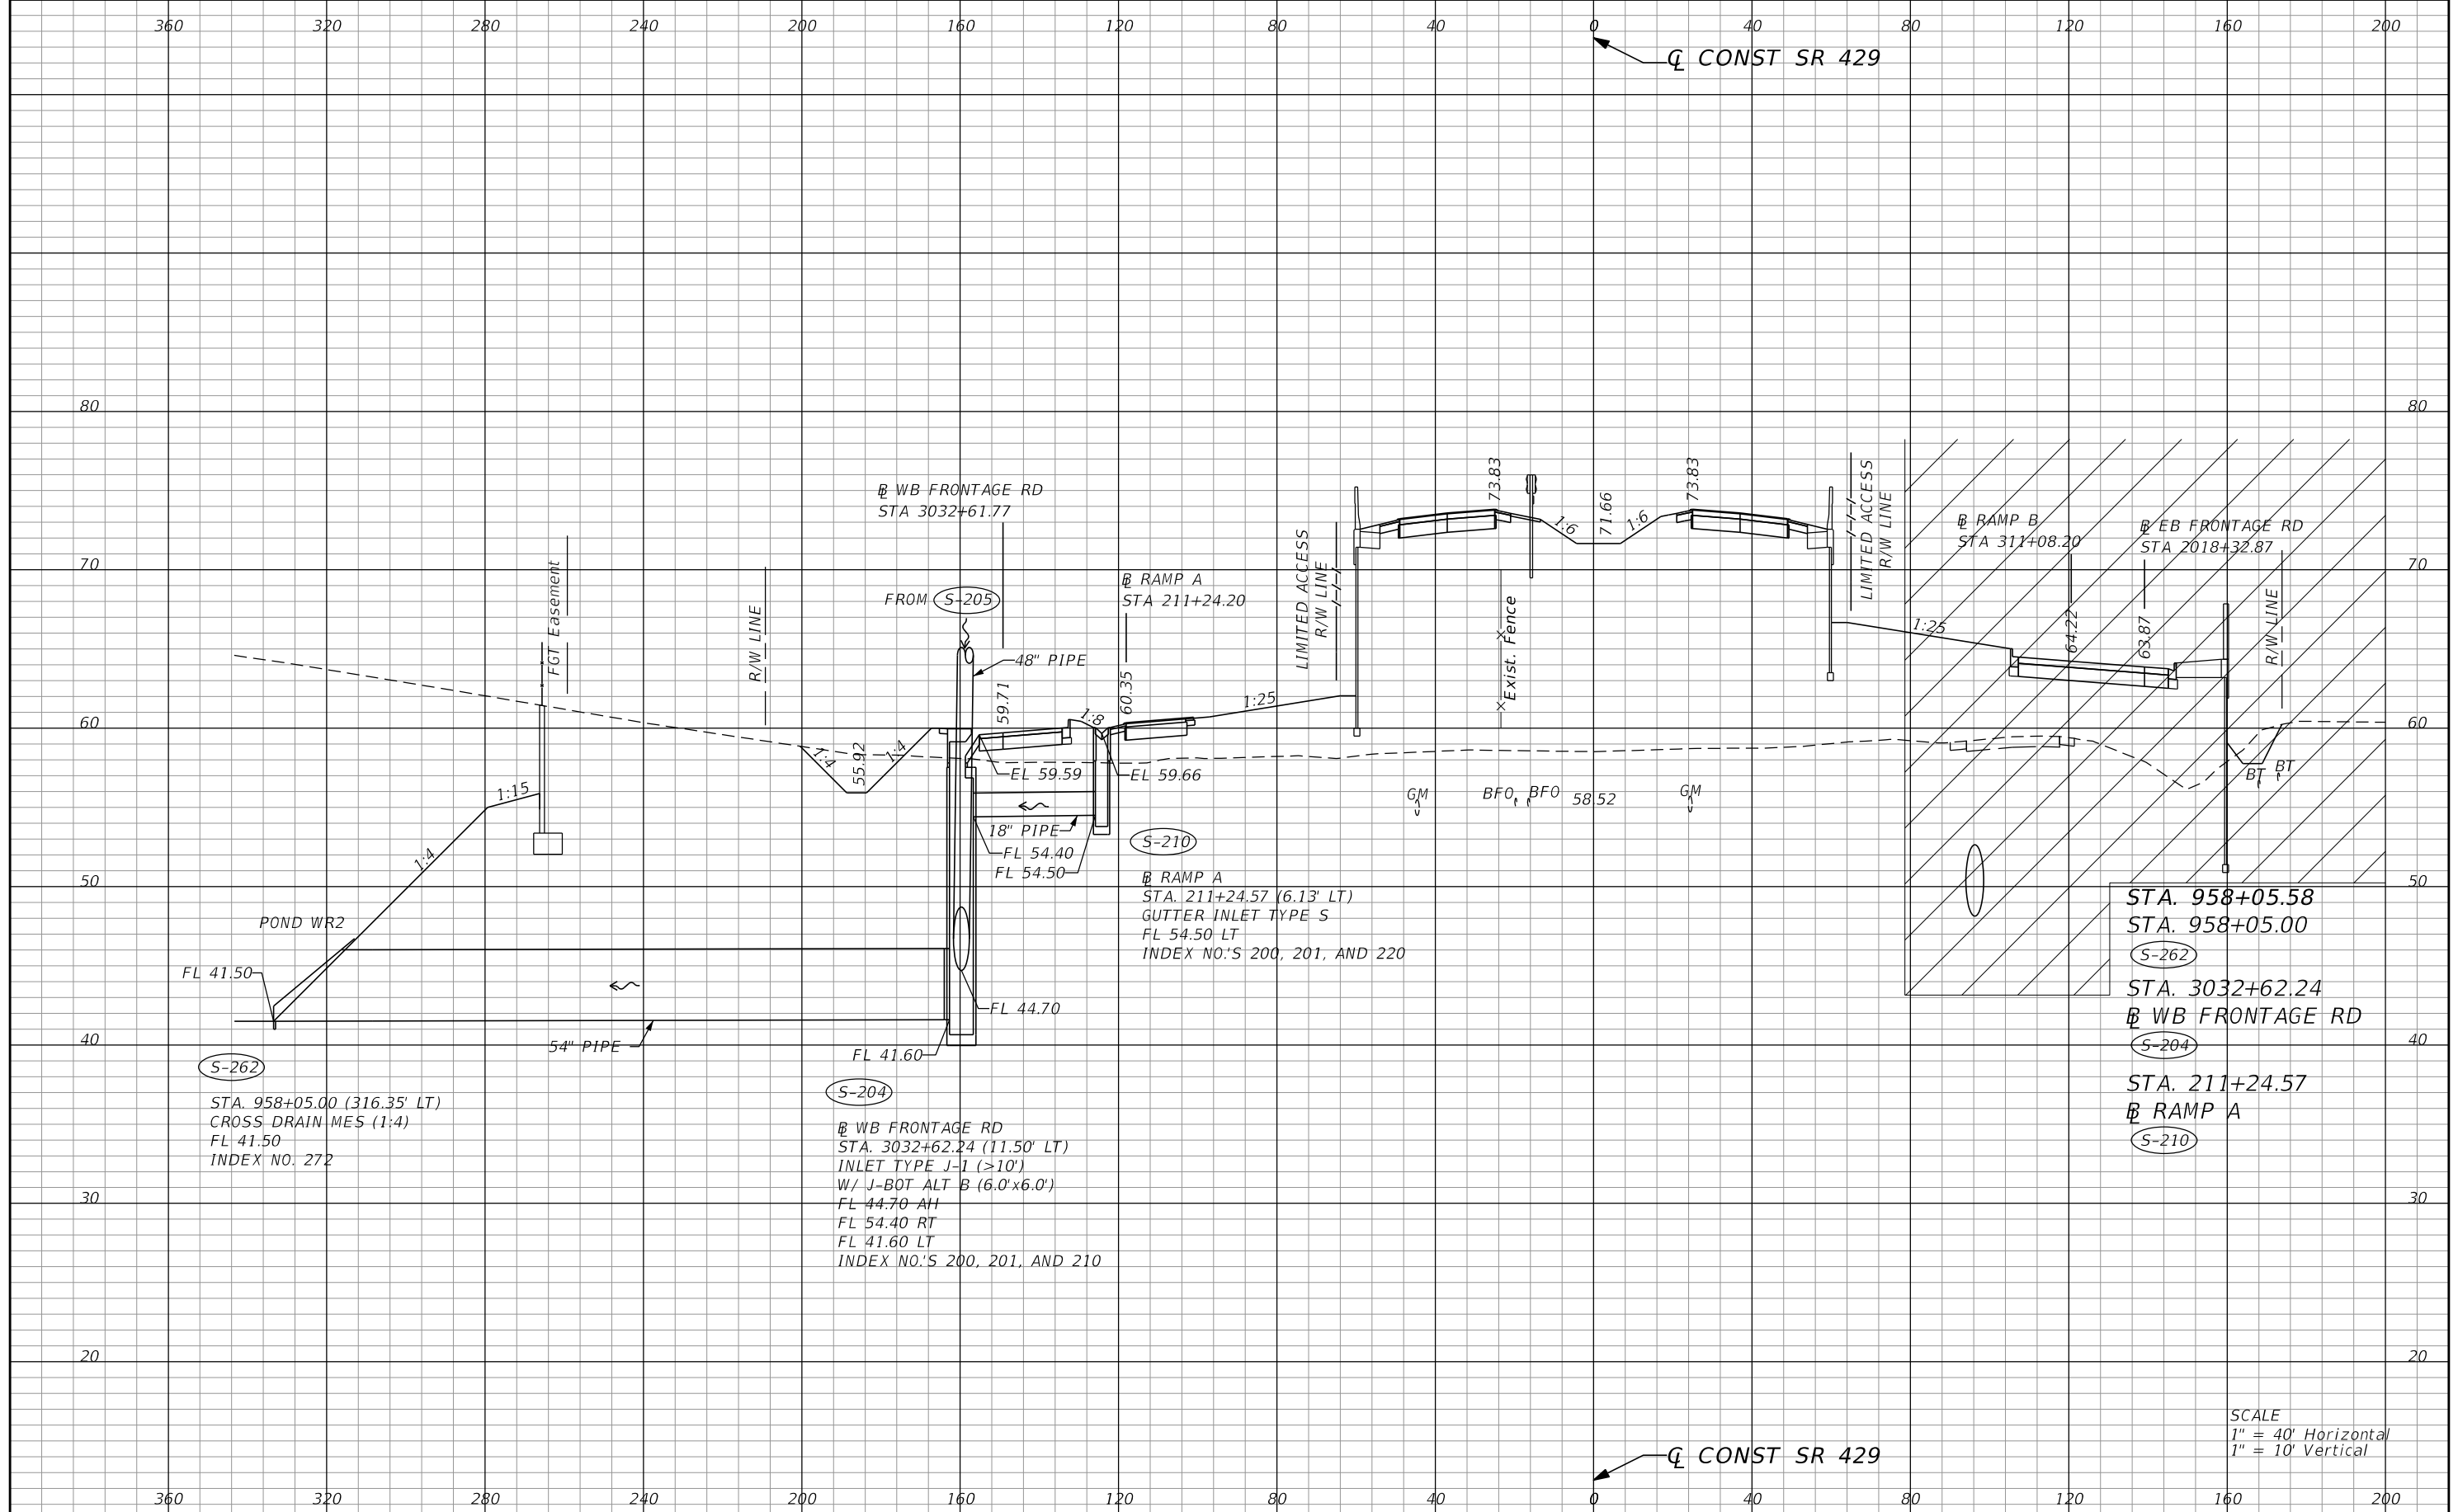 360 320 280 240 200 160 120 80 40 0 40 80 120 160 200
℄ CONST SR 429
80 80
73.83
73.83
71.66
1:6
1:6
LIMITED ACCESS
R/W LINE
LIMITED ACCESS
R/W LINE
B̲L WB FRONTAGE RD
STA 3032+61.77
B̲L RAMP B
STA 311+08.20
B̲L EB FRONTAGE RD
STA 2018+32.87
70 70
FGT Easement
R/W LINE
FROM S-205
B̲L RAMP A
STA 211+24.20
Exist. Fence
1:25
64.22
63.87
R/W LINE
48" PIPE
59.71
60.35
1:25
1:8
60 60
1:4
55.92
1:4
EL 59.59
EL 59.66
1:15
GM
BFO
BFO
58.52
GM
BT
BT
18" PIPE
FL 54.40
FL 54.50
S-210
1:4
50 50
B̲L RAMP A
STA. 211+24.57 (6.13' LT)
GUTTER INLET TYPE S
FL 54.50 LT
INDEX NO.'S 200, 201, AND 220
POND WR2
FL 41.50
FL 44.70
54" PIPE
FL 41.60
40 40
STA. 958+05.58
STA. 958+05.00
S-262
STA. 3032+62.24
B̲L WB FRONTAGE RD
S-204
STA. 211+24.57
B̲L RAMP A
S-210
S-262
STA. 958+05.00 (316.35' LT)
CROSS DRAIN MES (1:4)
FL 41.50
INDEX NO. 272
S-204
B̲L WB FRONTAGE RD
STA. 3032+62.24 (11.50' LT)
INLET TYPE J-1 (>10')
W/ J-BOT ALT B (6.0'x6.0')
FL 44.70 AH
FL 54.40 RT
FL 41.60 LT
INDEX NO.'S 200, 201, AND 210
30 30
20 20
SCALE
1" = 40' Horizontal
1" = 10' Vertical
℄ CONST SR 429
360 320 280 240 200 160 120 80 40 0 40 80 120 160 200